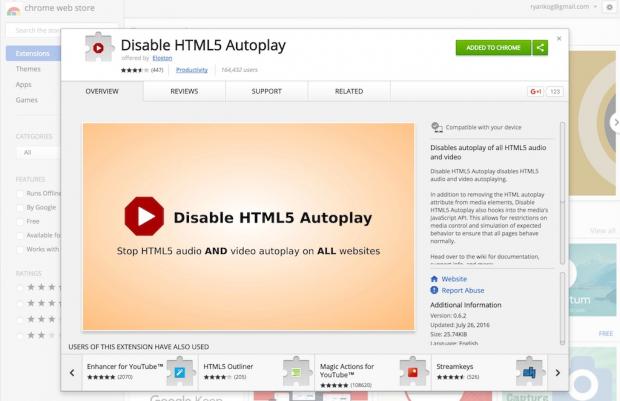 chrome web store
ryankog@gmail.com
Search the store
Extensions
Themes
Apps
Games
CATEGORIES
All
FEATURES
Runs Offline
By Google
Free
Available for
Works with
RATINGS
Disable HTML5 Autoplay
offered by Eloston
(447) Productivity 164,432 users
ADDED TO CHROME
OVERVIEW REVIEWS SUPPORT RELATED
G+1 123
Disable HTML5 Autoplay
Stop HTML5 audio AND video autoplay on ALL websites
Compatible with your device
Disables autoplay of all HTML5 audio
and video
Disable HTML5 Autoplay disables HTML5
audio and video autoplaying.
In addition to removing the HTML autoplay
attribute from media elements, Disable
HTML5 Autoplay also hooks into the media's
JavaScript API. This allows for restrictions on
media control and simulation of expected
behavior to ensure that all pages behave
normally.
Head over to the wiki for documentation,
support info, and more.
Website
Report Abuse
Additional Information
Version: 0.6.2
Updated: July 26, 2016
Size: 25.74KiB
Language: English
USERS OF THIS EXTENSION HAVE ALSO USED
Enhancer for YouTube™
(2070)
HTML5 Outliner
(205)
Magic Actions for
YouTube™
(108620)
Streamkeys
(526)
View all
FREE
Google Keep
Capture